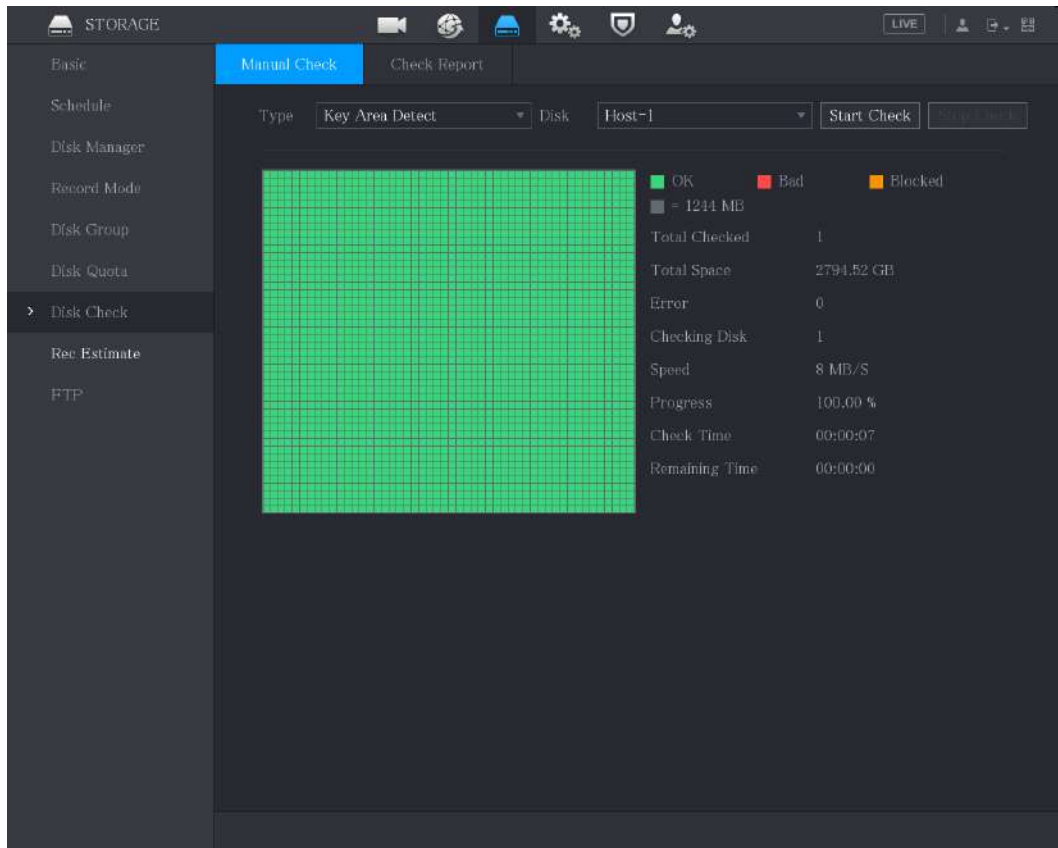 STORAGE
LIVE
Basic
Schedule
Disk Manager
Record Mode
Disk Group
Disk Quota
Disk Check
Rec Estimate
FTP
Manual Check
Check Report
Type Key Area Detect Disk Host-1 Start Check
OK Bad Blocked
= 1244 MB
Total Checked 1
Total Space 2794.52 GB
Error 0
Checking Disk 1
Speed 8 MB/S
Progress 100.00 %
Check Time 00:00:07
Remaining Time 00:00:00